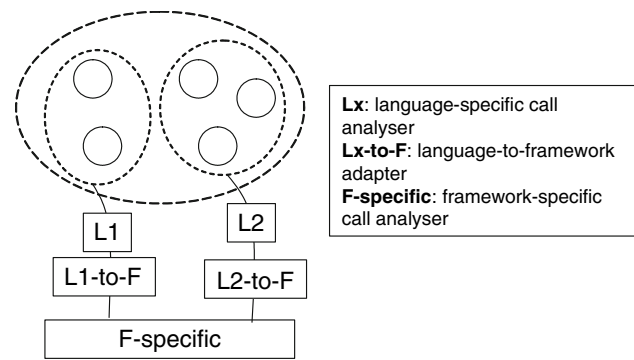 L1
L2
L1-to-F
L2-to-F
F-specific
Lx: language-specific call
analyser
Lx-to-F: language-to-framework
adapter
F-specific: framework-specific
call analyser